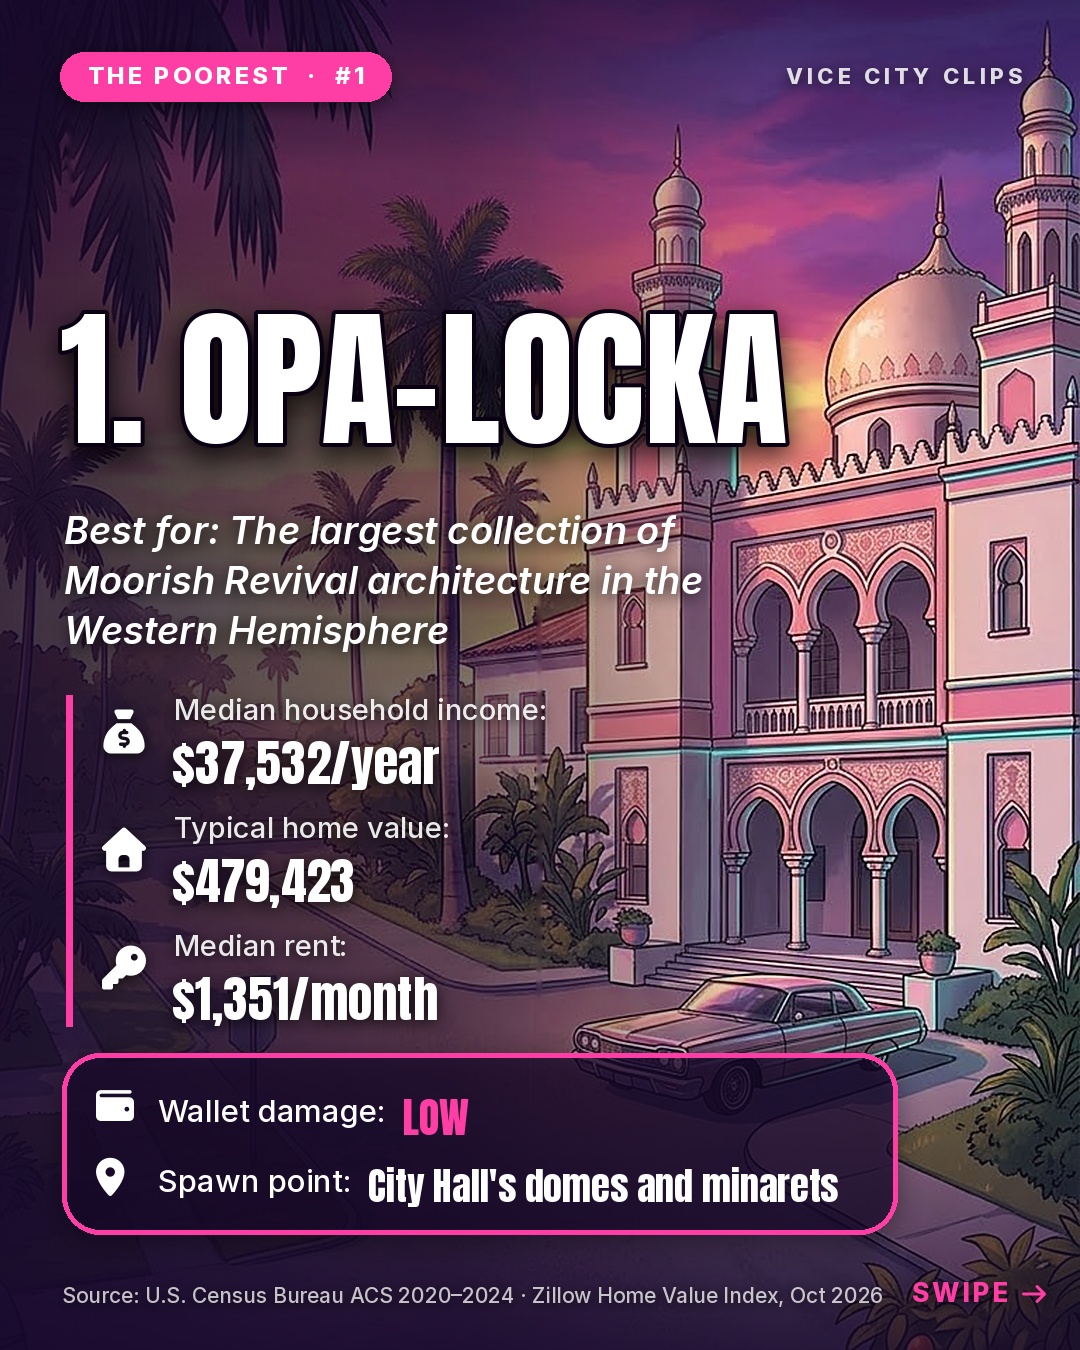 THE POOREST · #1
VICE CITY CLIPS
1. OPA-LOCKA
Best for: The largest collection of
Moorish Revival architecture in the
Western Hemisphere
Median household income:
$37,532/year
Typical home value:
$479,423
Median rent:
$1,351/month
Wallet damage: LOW
Spawn point: City Hall's domes and minarets
Source: U.S. Census Bureau ACS 2020–2024 · Zillow Home Value Index, Oct 2026
SWIPE →